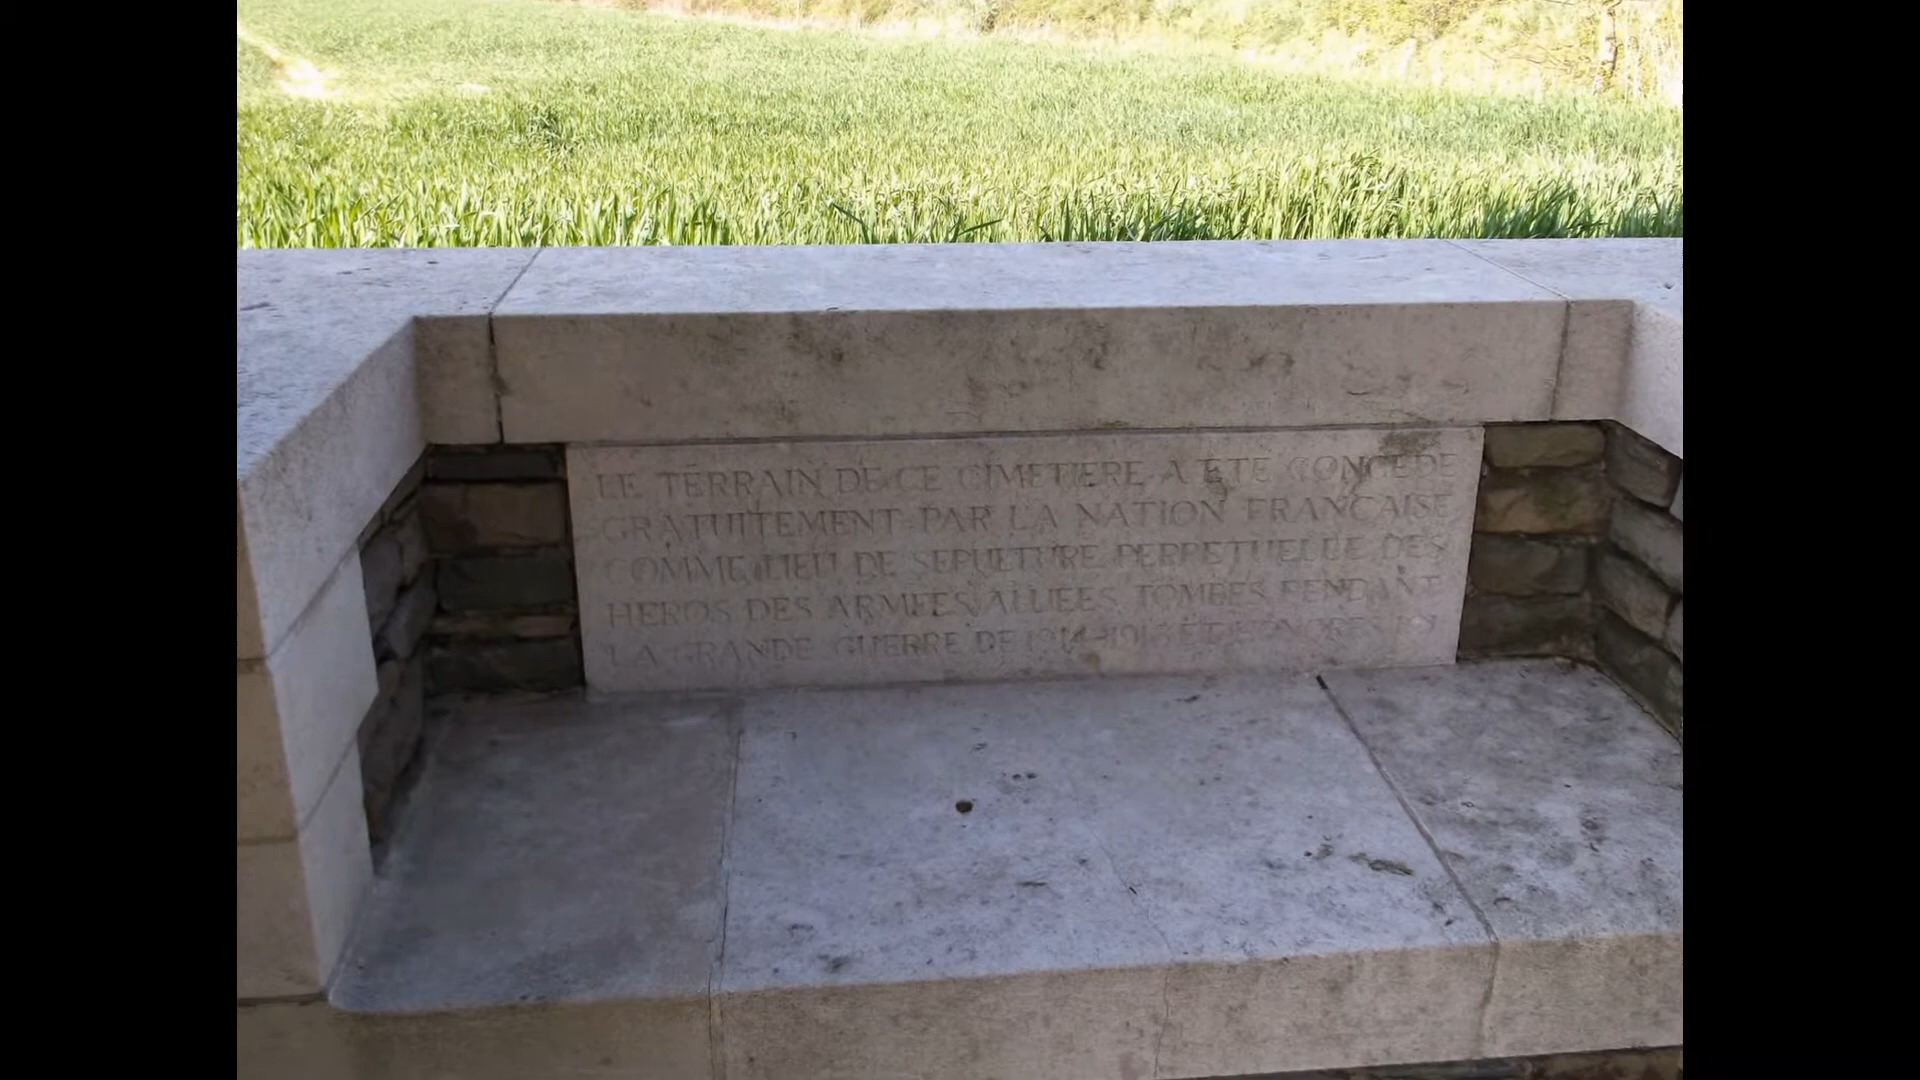 LE TERRAIN DE CE CIMETIERE A ETE CONCEDE
GRATUITEMENT PAR LA NATION FRANCAISE
COMME LIEU DE SEPULTURE PERPETUELLE DES
HEROS DES ARMEES ALLIEES TOMBES PENDANT
LA GRANDE GUERRE DE 1914-1918 ET HONORES ICI